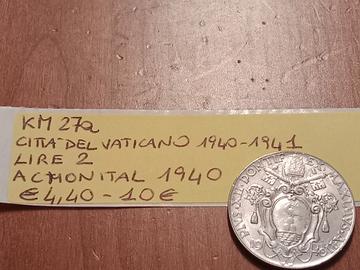 KM 27a
CITTA' DEL VATICANO 1940-1941
LIRE 2
ACMONITAL 1940
€ 4,40 - 10 €